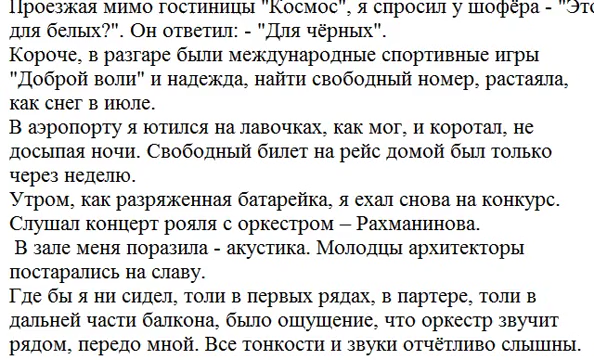 Проезжая мимо гостиницы "Космос", я спросил у шофёра - "Это
для белых?". Он ответил: - "Для чёрных".
Короче, в разгаре были международные спортивные игры
"Доброй воли" и надежда, найти свободный номер, растаяла,
как снег в июле.
В аэропорту я ютился на лавочках, как мог, и коротал, не
досыпая ночи. Свободный билет на рейс домой был только
через неделю.
Утром, как разряженная батарейка, я ехал снова на конкурс.
Слушал концерт рояля с оркестром – Рахманинова.
В зале меня поразила - акустика. Молодцы архитекторы
постарались на славу.
Где бы я ни сидел, толи в первых рядах, в партере, толи в
дальней части балкона, было ощущение, что оркестр звучит
рядом, передо мной. Все тонкости и звуки отчётливо слышны.